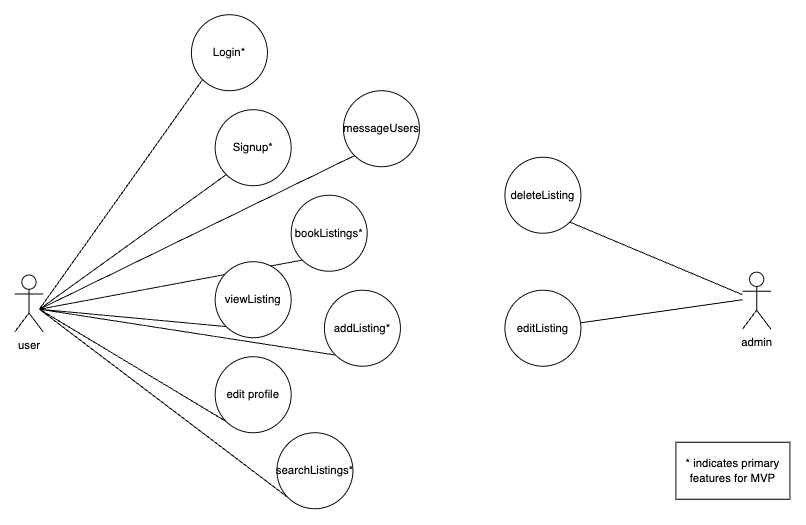 Login*
messageUsers
Signup*
deleteListing
bookListings*
viewListing
addListing*
editListing
user
admin
edit profile
searchListings*
* indicates primary
features for MVP